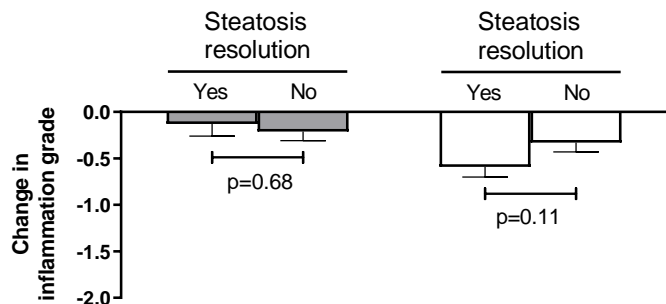 Steatosis resolution
Steatosis resolution
Yes No
Yes No
0.0
-0.5
-1.0
-1.5
-2.0
Change in inflammation grade
p=0.68
p=0.11